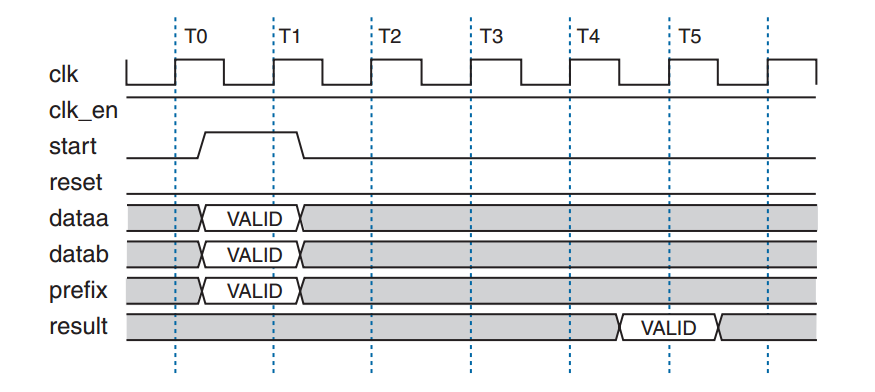 T0 T1 T2 T3 T4 T5
clk
clk_en
start
reset
dataa VALID
datab VALID
prefix VALID
result VALID